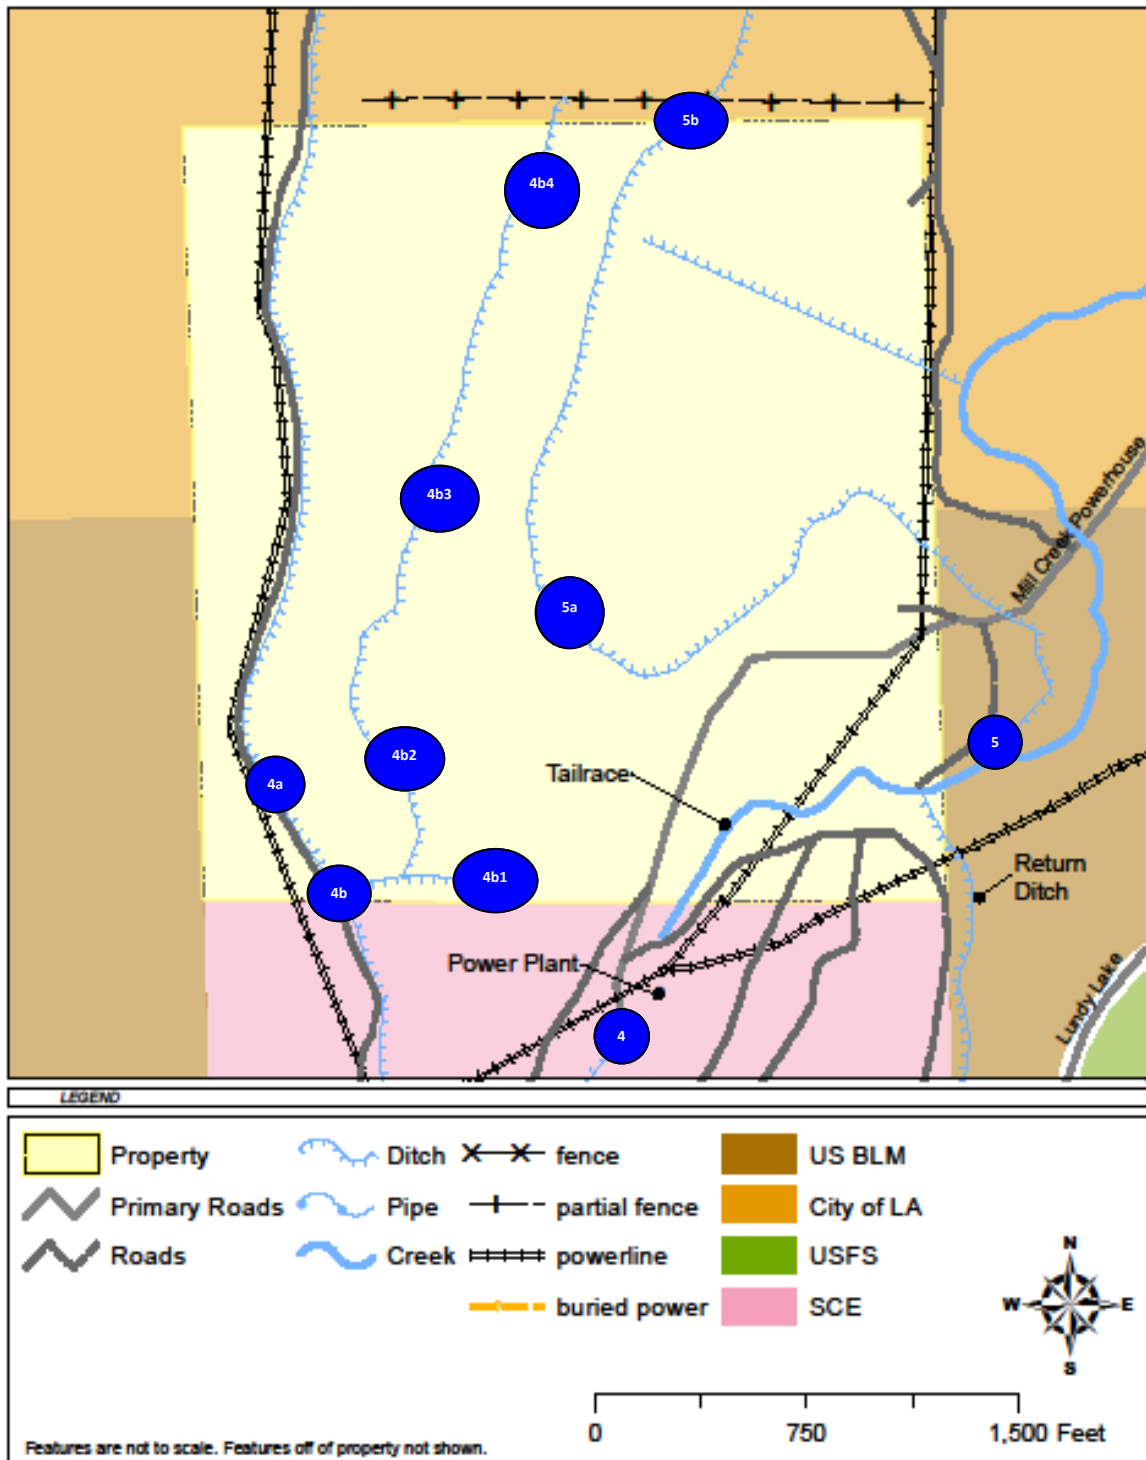 5b
4b4
Mill Creek Powerhouse
4b3
5a
5
4b2
Tailrace
4a
4b1
4b
Return
Ditch
Power Plant
Lundy Lake
4
LEGEND
Property
Ditch
fence
US BLM
Primary Roads
Pipe
partial fence
City of LA
Roads
Creek
powerline
USFS
buried power
SCE
N
W
E
S
0
750
1,500 Feet
Features are not to scale. Features off of property not shown.